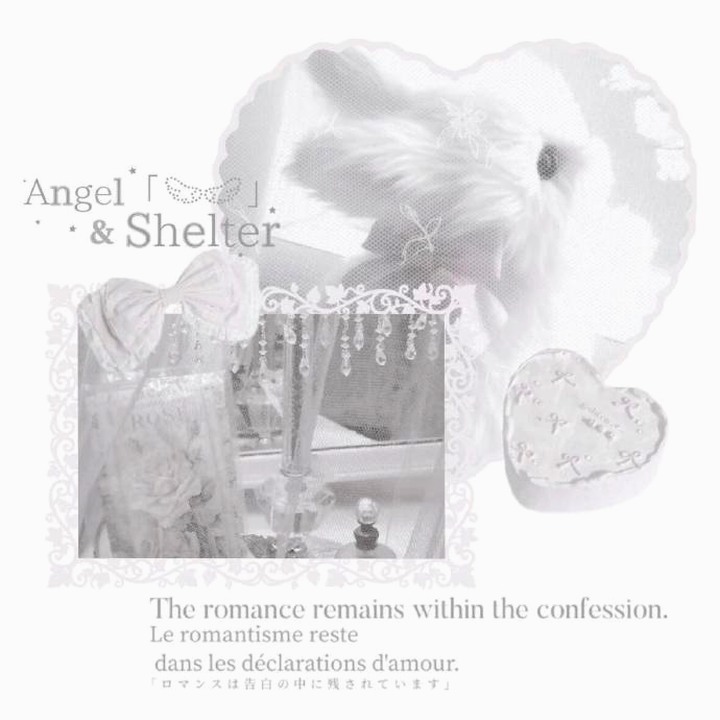 Angel「 」
& Shelter
ROSE
The romance remains within the confession.
Le romantisme reste
dans les déclarations d'amour.
「ロマンスは告白の中に残されています」